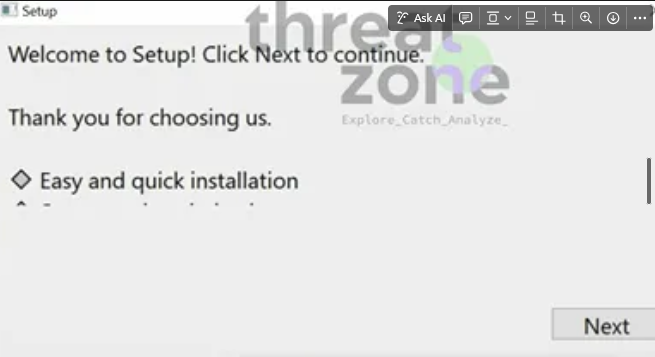 Setup
Ask AI
threat
Welcome to Setup! Click Next to continue.
zone
Thank you for choosing us.
Explore_Catch_Analyze_
Easy and quick installation
Next